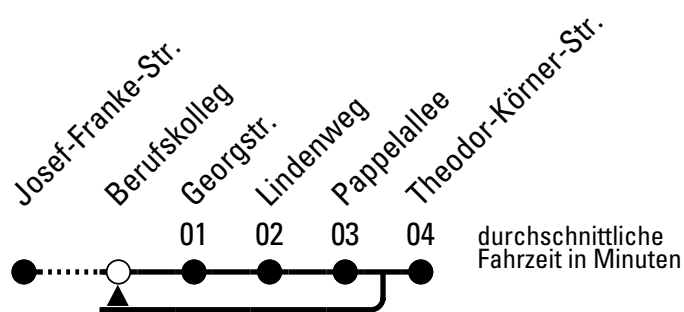 Josef-Franke-Str.
Berufskolleg
Georgstr.
Lindenweg
Pappelallee
Theodor-Körner-Str.
01 02 03 04
durchschnittliche
Fahrzeit in Minuten